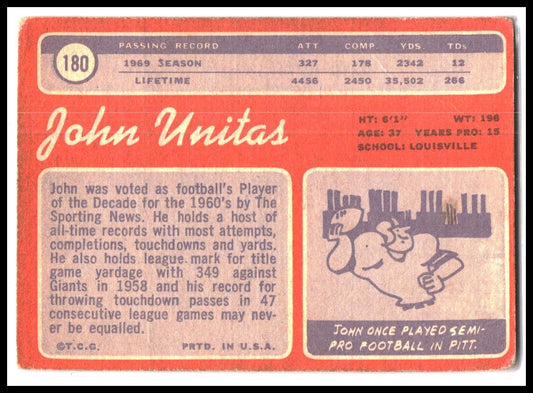 180
PASSING RECORD ATT COMP. YDS. TDs
1969 SEASON 327 178 2342 12
LIFETIME 4456 2450 35,502 266
John Unitas
HT: 6'1" WT: 196
AGE: 37 YEARS PRO: 15
SCHOOL: LOUISVILLE
John was voted as football's Player
of the Decade for the 1960's by The
Sporting News. He holds a host of
all-time records with most attempts,
completions, touchdowns and yards.
He also holds league mark for title
game yardage with 349 against
Giants in 1958 and his record for
throwing touchdown passes in 47
consecutive league games may nev-
er be equalled.
©T.C.G. PRTD. IN U.S.A.
JOHN ONCE PLAYED SEMI-
PRO FOOTBALL IN PITT.